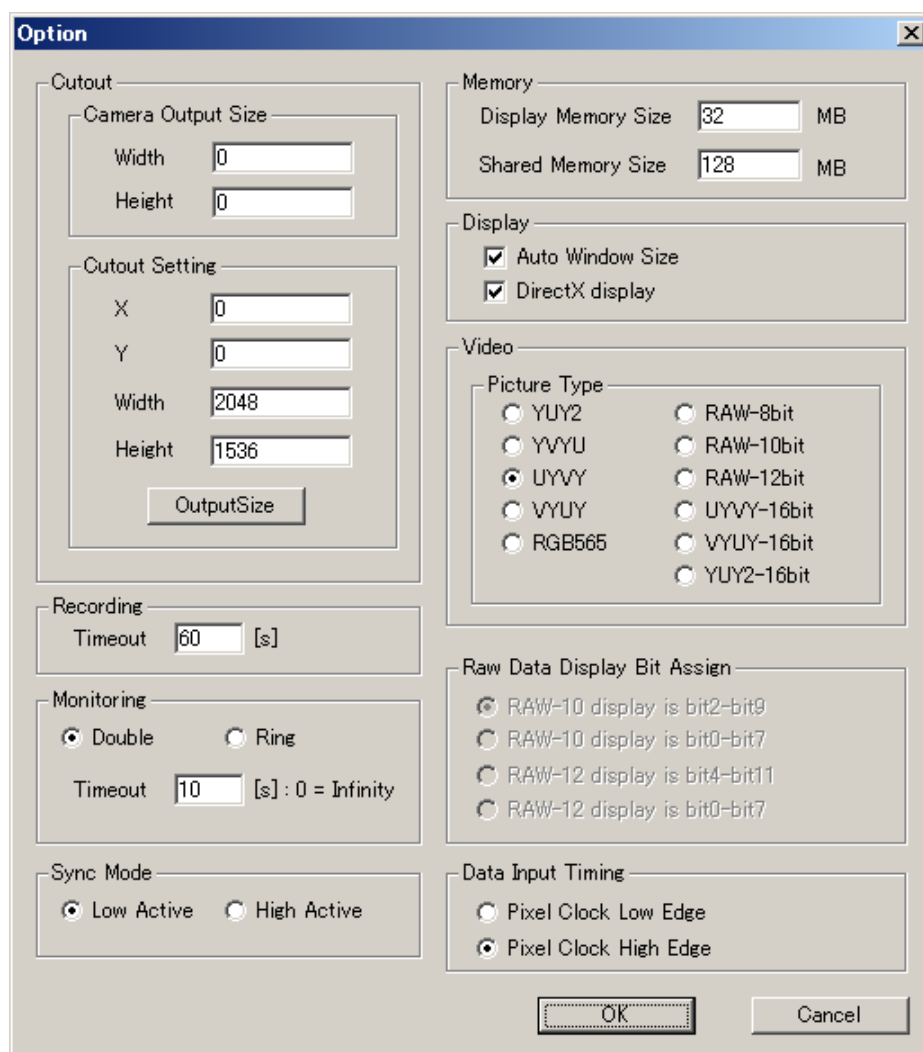 Option
Cutout
Camera Output Size
Width 0
Height 0
Cutout Setting
X 0
Y 0
Width 2048
Height 1536
OutputSize
Recording
Timeout 60 [s]
Monitoring
Double Ring
Timeout 10 [s] : 0 = Infinity
Sync Mode
Low Active High Active
Memory
Display Memory Size 32 MB
Shared Memory Size 128 MB
Display
Auto Window Size
DirectX display
Video
Picture Type
YUY2 RAW-8bit
YVYU RAW-10bit
UYVY RAW-12bit
VYUY UYVY-16bit
RGB565 VYUY-16bit
YUY2-16bit
Raw Data Display Bit Assign
RAW-10 display is bit2-bit9
RAW-10 display is bit0-bit7
RAW-12 display is bit4-bit11
RAW-12 display is bit0-bit7
Data Input Timing
Pixel Clock Low Edge
Pixel Clock High Edge
OK Cancel